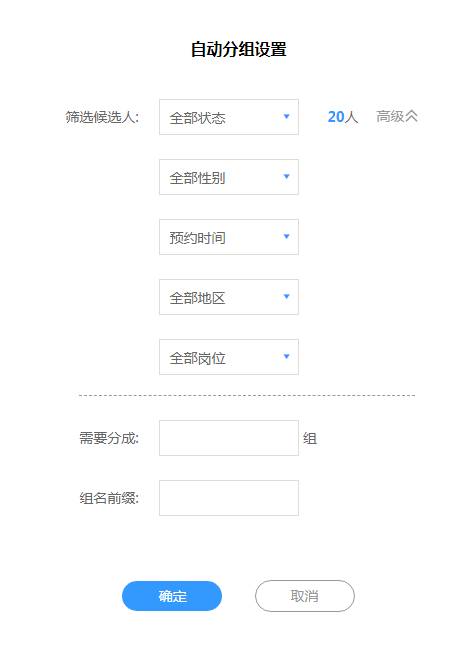 自动分组设置
筛选候选人: 全部状态 20人 高级
全部性别
预约时间
全部地区
全部岗位
需要分成: 组
组名前缀:
确定 取消